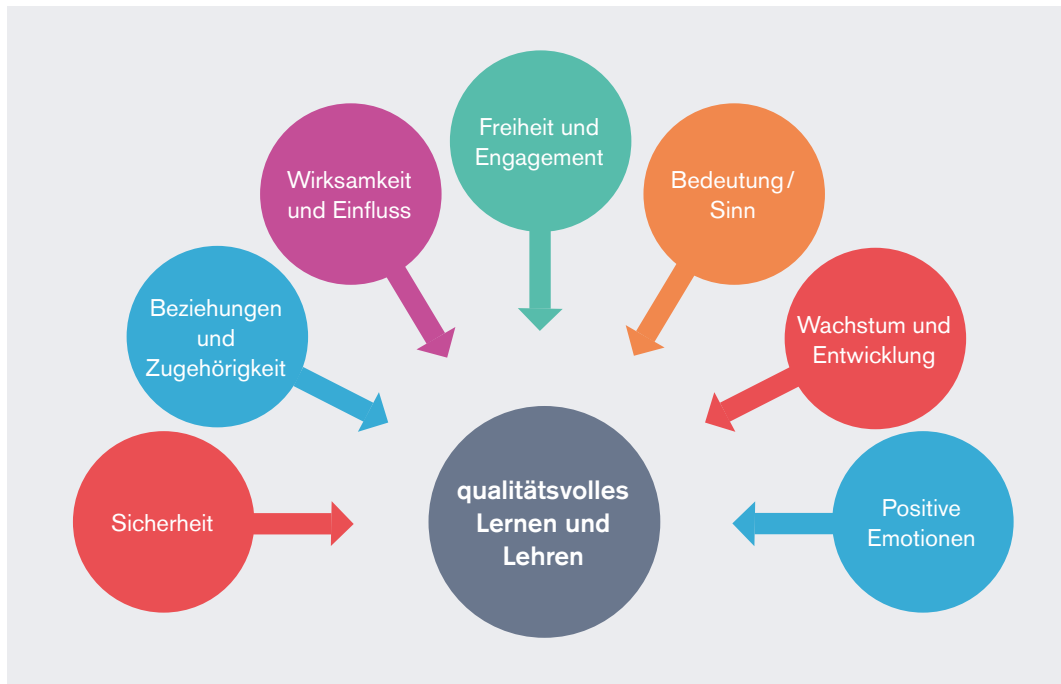 Freiheit und
Engagement
Wirksamkeit
und Einfluss
Bedeutung/
Sinn
Beziehungen
und
Zugehörigkeit
Wachstum und
Entwicklung
Sicherheit
qualitätsvolles
Lernen und
Lehren
Positive
Emotionen